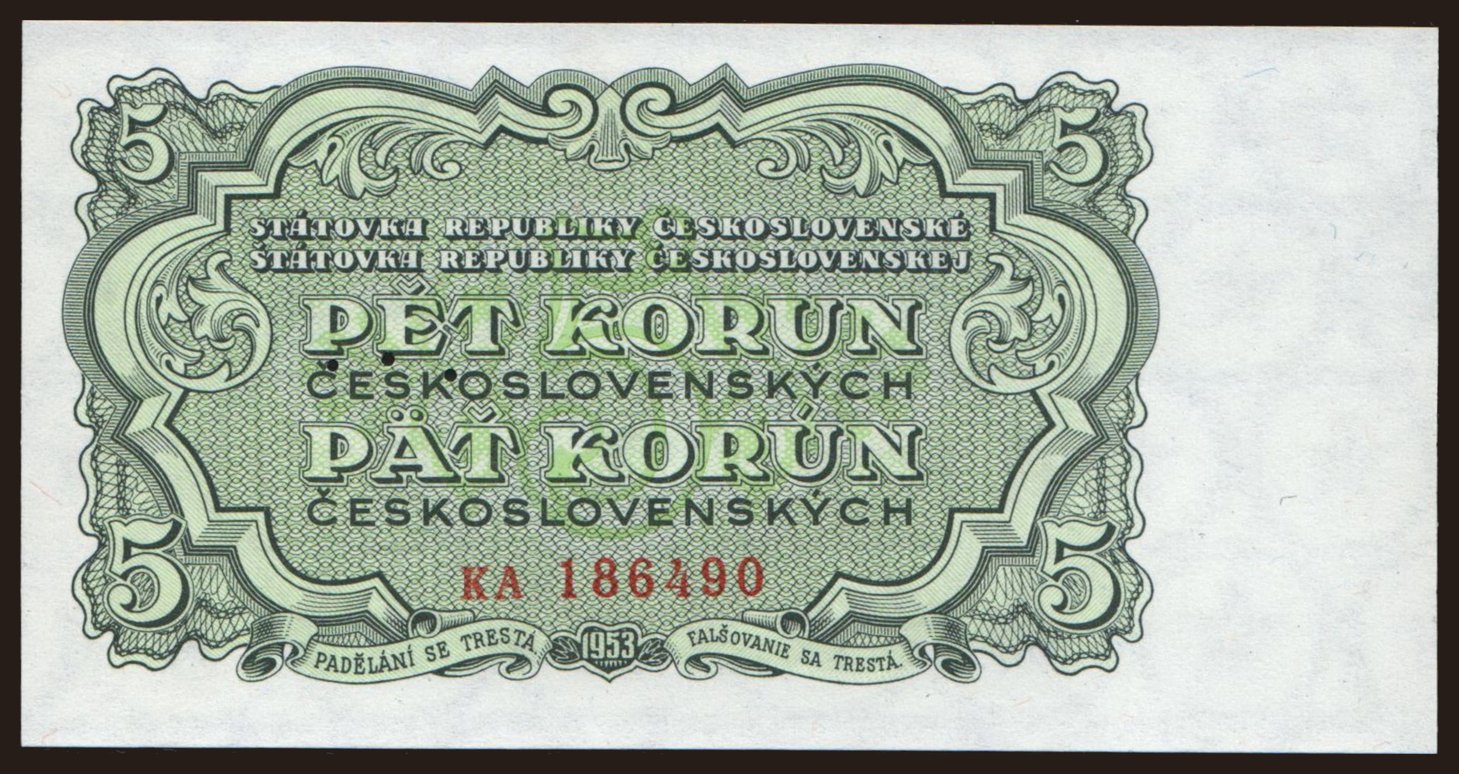 5 5
STÁTOVKA REPUBLIKY ČESKOSLOVENSKÉ
ŠTÁTOVKA REPUBLIKY ČESKOSLOVENSKEJ
PĚT KORUN
ČESKOSLOVENSKÝCH
PÄŤ KORÚN
ČESKOSLOVENSKÝCH
KA 186490
5 5
PADĚLÁNÍ SE TRESTÁ. 1953 FALŠOVANIE SA TRESTÁ.